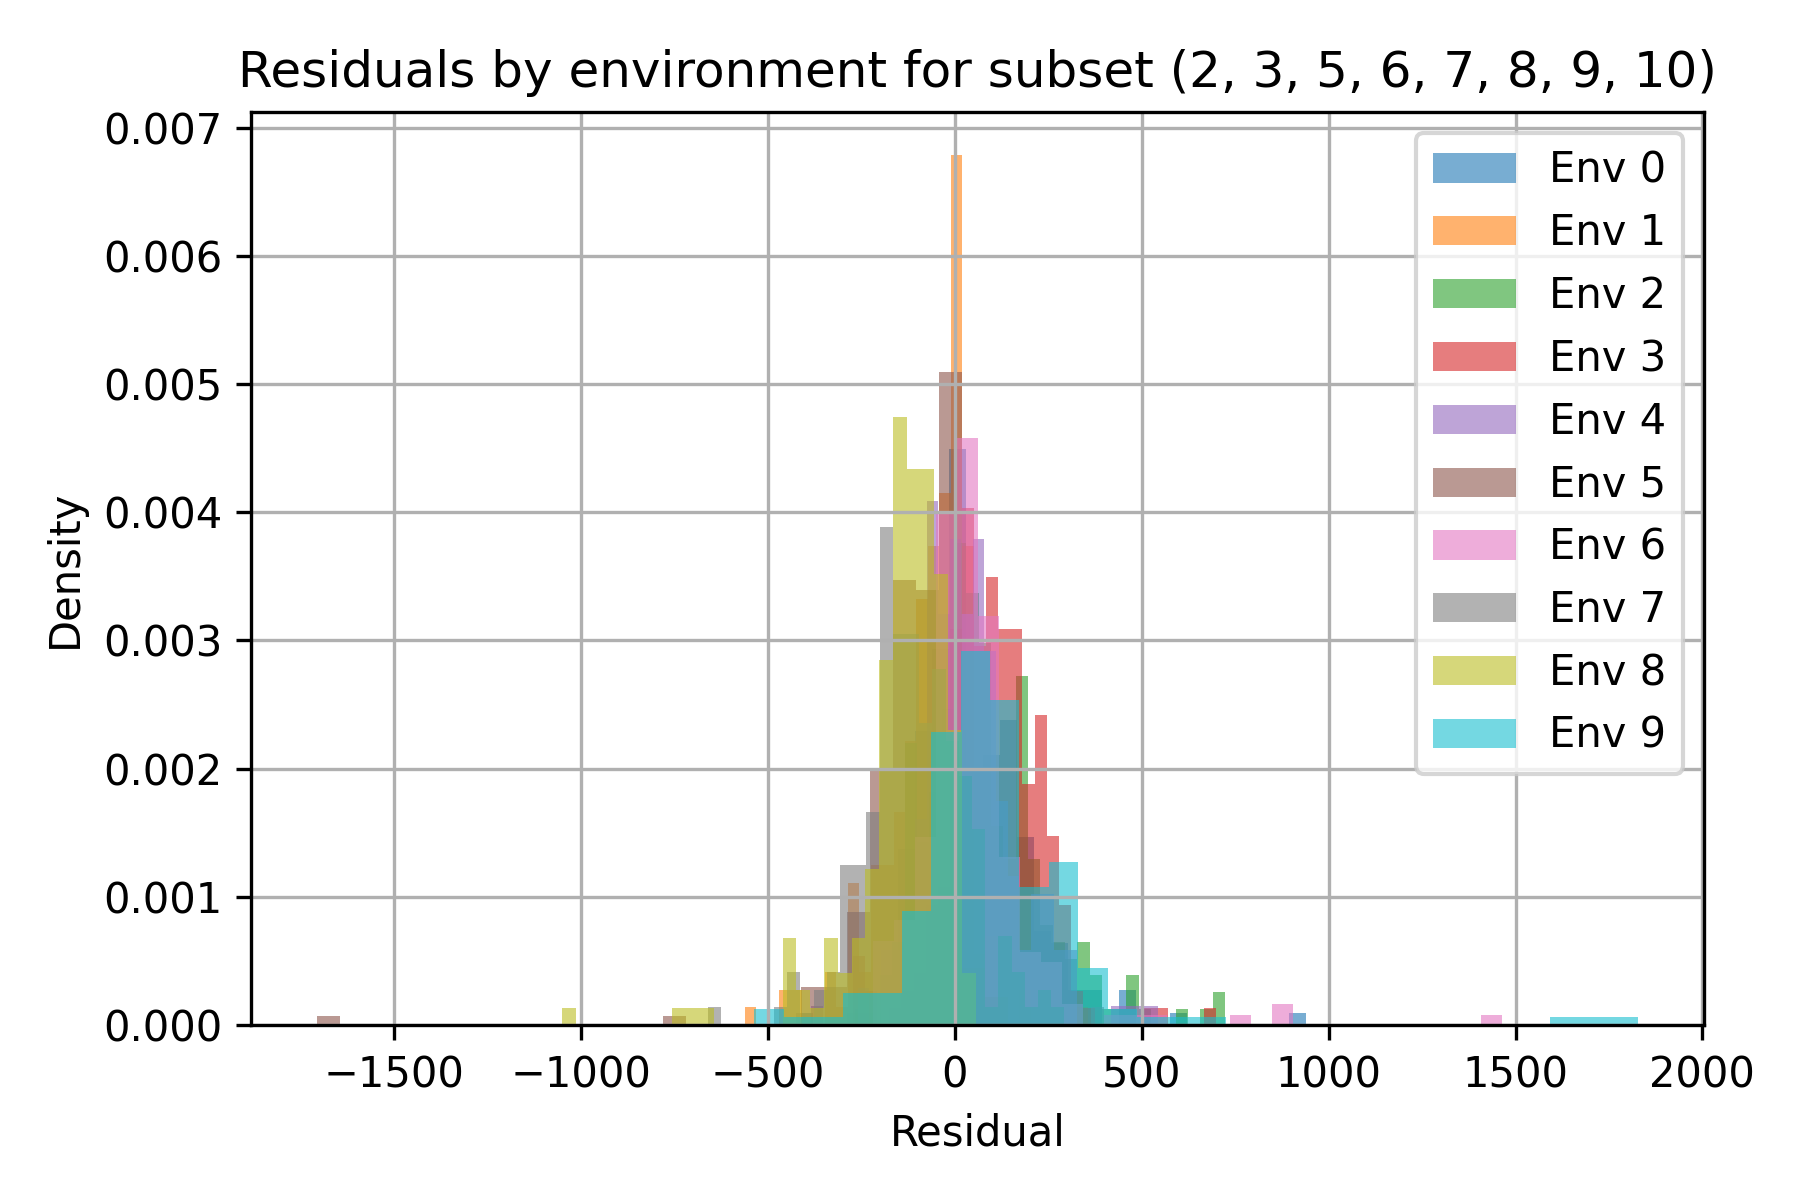 Residuals by environment for subset (2, 3, 5, 6, 7, 8, 9, 10)
Density
0.007
0.006
0.005
0.004
0.003
0.002
0.001
0.000
−1500
−1000
−500
0
500
1000
1500
2000
Residual
Env 0
Env 1
Env 2
Env 3
Env 4
Env 5
Env 6
Env 7
Env 8
Env 9